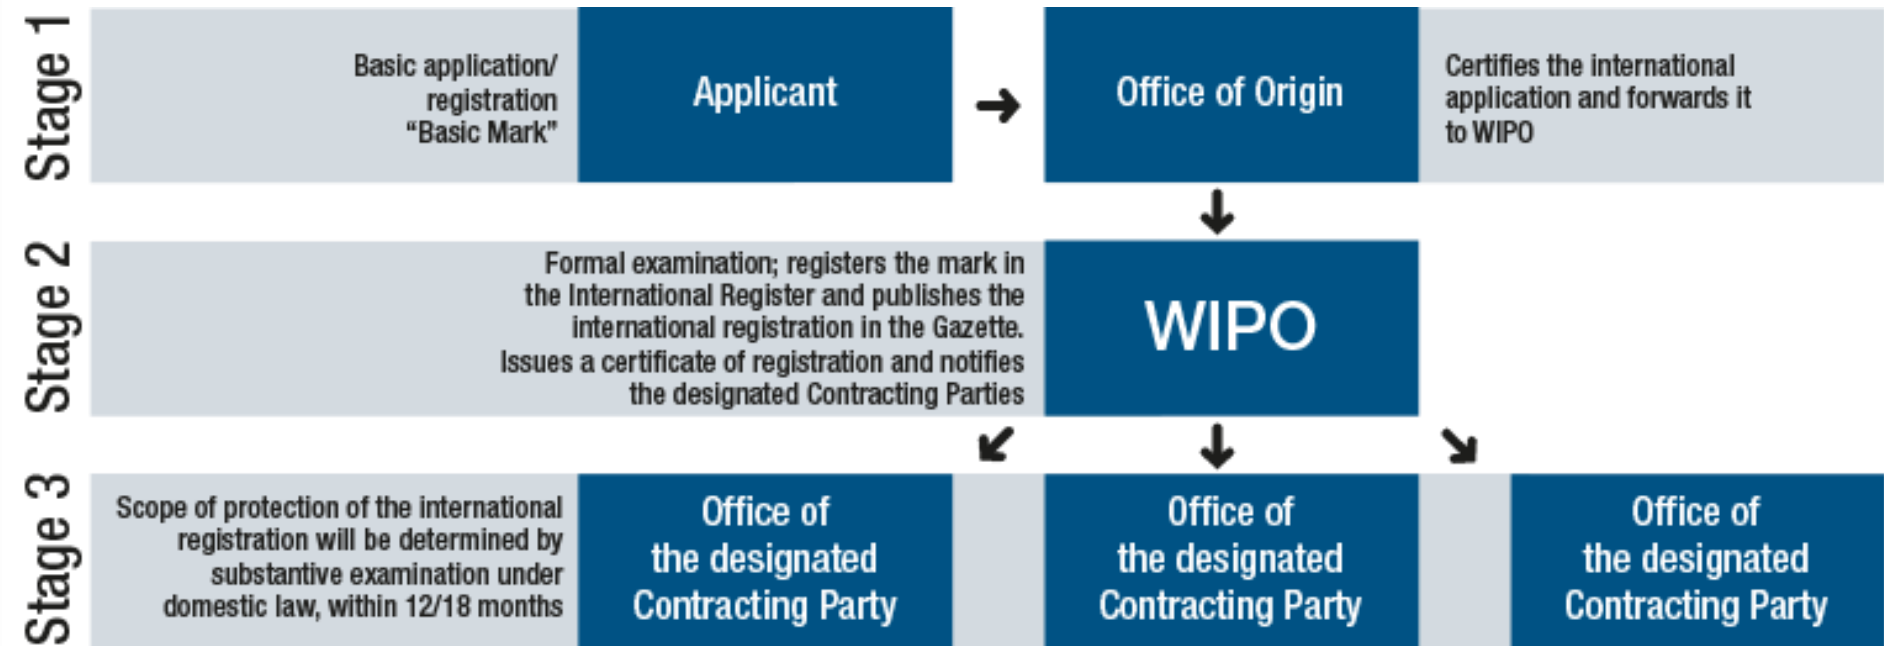 Stage 1
Basic application/
registration
“Basic Mark”
Applicant
Office of Origin
Certifies the international
application and forwards it
to WIPO
Stage 2
Formal examination; registers the mark in
the International Register and publishes the
international registration in the Gazette.
Issues a certificate of registration and notifies
the designated Contracting Parties
WIPO
Stage 3
Scope of protection of the international
registration will be determined by
substantive examination under
domestic law, within 12/18 months
Office of
the designated
Contracting Party
Office of
the designated
Contracting Party
Office of
the designated
Contracting Party